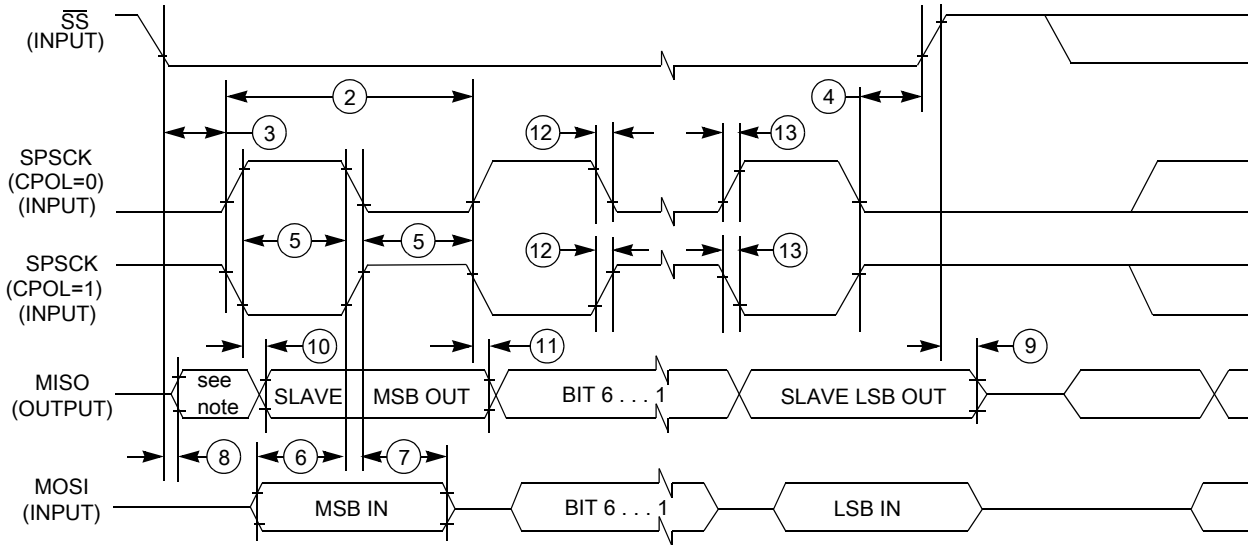 SS
(INPUT)
2
4
3
12
13
SPSCK
(CPOL=0)
(INPUT)
5
5
12
13
SPSCK
(CPOL=1)
(INPUT)
10
11
9
MISO
(OUTPUT)
see
note
SLAVE
MSB OUT
BIT 6 . . . 1
SLAVE LSB OUT
8
6
7
MOSI
(INPUT)
MSB IN
BIT 6 . . . 1
LSB IN